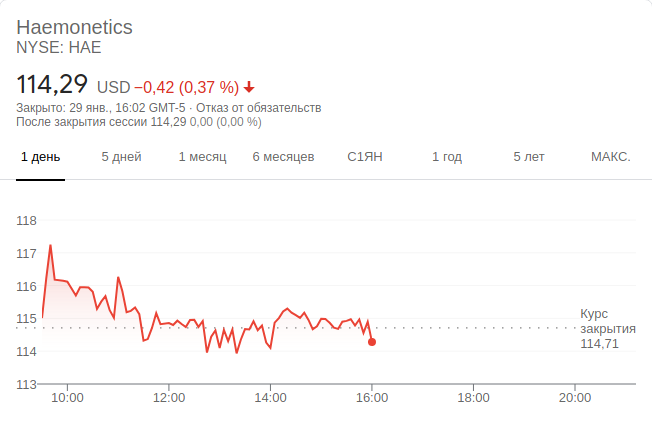 Haemonetics
NYSE: HAE
114,29 USD −0,42 (0,37 %)
Закрыто: 29 янв., 16:02 GMT-5 · Отказ от обязательств
После закрытия сессии 114,29 0,00 (0,00 %)
1 день 5 дней 1 месяц 6 месяцев С1ЯН 1 год 5 лет МАКС.
118
117
116
115
114
113
Курс
закрытия
114,71
10:00 12:00 14:00 16:00 18:00 20:00